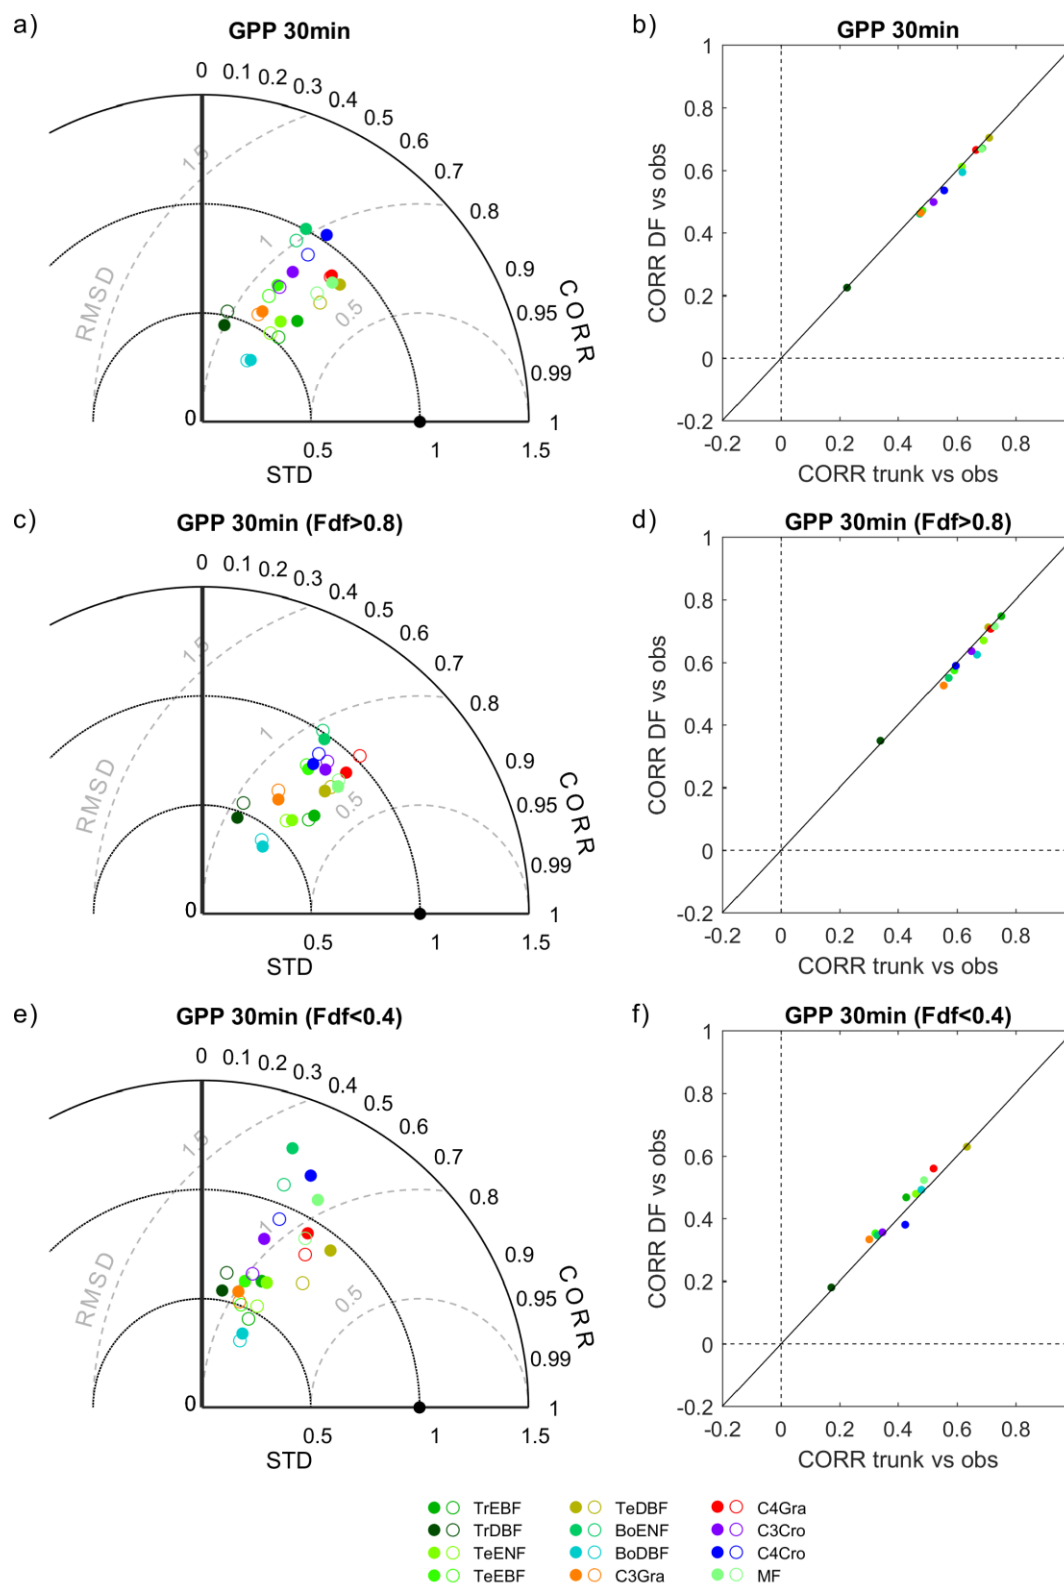 a)
GPP 30min
0 0.1 0.2 0.3 0.4 0.5 0.6 0.7 0.8 0.9 0.95 0.99 1
CORR
RMSD
1.5 1 0.5
0
0.5 1 1.5
STD
b)
GPP 30min
CORR DF vs obs
1
0.8
0.6
0.4
0.2
0
-0.2
-0.2 0 0.2 0.4 0.6 0.8
CORR trunk vs obs
c)
GPP 30min (Fdf>0.8)
0 0.1 0.2 0.3 0.4 0.5 0.6 0.7 0.8 0.9 0.95 0.99 1
CORR
RMSD
1.5 1 0.5
0
0.5 1 1.5
STD
d)
GPP 30min (Fdf>0.8)
CORR DF vs obs
1
0.8
0.6
0.4
0.2
0
-0.2
-0.2 0 0.2 0.4 0.6 0.8
CORR trunk vs obs
e)
GPP 30min (Fdf<0.4)
0 0.1 0.2 0.3 0.4 0.5 0.6 0.7 0.8 0.9 0.95 0.99 1
CORR
RMSD
1.5 1 0.5
0
0.5 1 1.5
STD
f)
GPP 30min (Fdf<0.4)
CORR DF vs obs
1
0.8
0.6
0.4
0.2
0
-0.2
-0.2 0 0.2 0.4 0.6 0.8
CORR trunk vs obs
TrEBF TeDBF C4Gra
TrDBF BoENF C3Cro
TeENF BoDBF C4Cro
TeEBF C3Gra MF